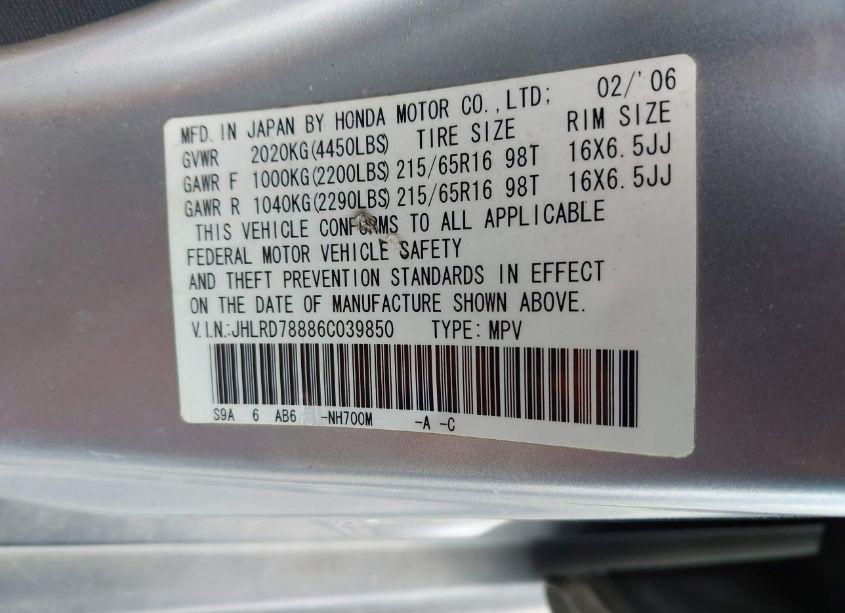 MFD. IN JAPAN BY HONDA MOTOR CO.,LTD; 02/'06
GVWR 2020KG(4450LBS) TIRE SIZE RIM SIZE
GAWR F 1000KG(2200LBS) 215/65R16 98T 16X6.5JJ
GAWR R 1040KG(2290LBS) 215/65R16 98T 16X6.5JJ
THIS VEHICLE CONFORMS TO ALL APPLICABLE
FEDERAL MOTOR VEHICLE SAFETY
AND THEFT PREVENTION STANDARDS IN EFFECT
ON THE DATE OF MANUFACTURE SHOWN ABOVE.
V.I.N.:JHLRD78886C039850 TYPE: MPV
S9A 6 AB6 -NH700M -A -C